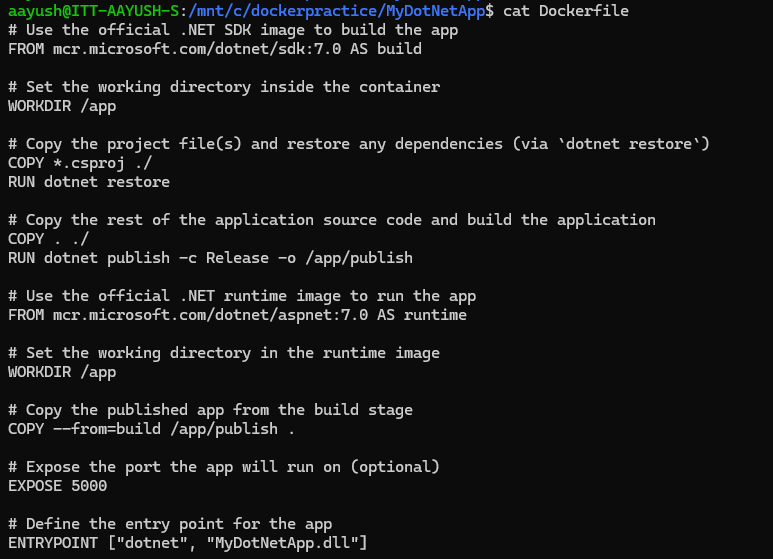 aayush@ITT-AAYUSH-S:/mnt/c/dockerpractice/MyDotNetApp$ cat Dockerfile
# Use the official .NET SDK image to build the app
FROM mcr.microsoft.com/dotnet/sdk:7.0 AS build

# Set the working directory inside the container
WORKDIR /app

# Copy the project file(s) and restore any dependencies (via `dotnet restore`)
COPY *.csproj ./
RUN dotnet restore

# Copy the rest of the application source code and build the application
COPY . ./
RUN dotnet publish -c Release -o /app/publish

# Use the official .NET runtime image to run the app
FROM mcr.microsoft.com/dotnet/aspnet:7.0 AS runtime

# Set the working directory in the runtime image
WORKDIR /app

# Copy the published app from the build stage
COPY --from=build /app/publish .

# Expose the port the app will run on (optional)
EXPOSE 5000

# Define the entry point for the app
ENTRYPOINT ["dotnet", "MyDotNetApp.dll"]